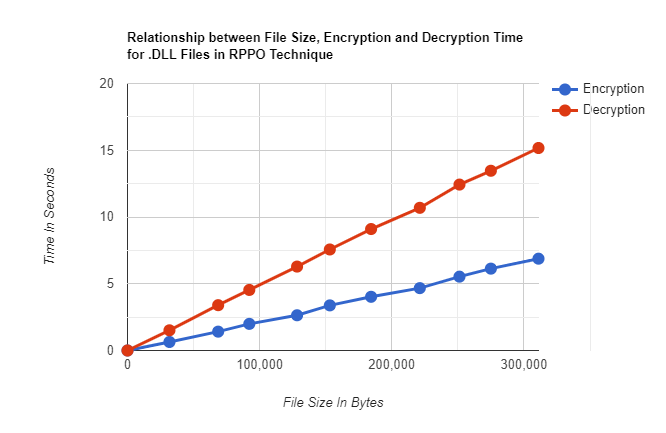 Relationship between File Size, Encryption and Decryption Time
for .DLL Files in RPPO Technique
20
15
10
5
0
Time In Seconds
Encryption
Decryption
0
100,000
200,000
300,000
File Size In Bytes